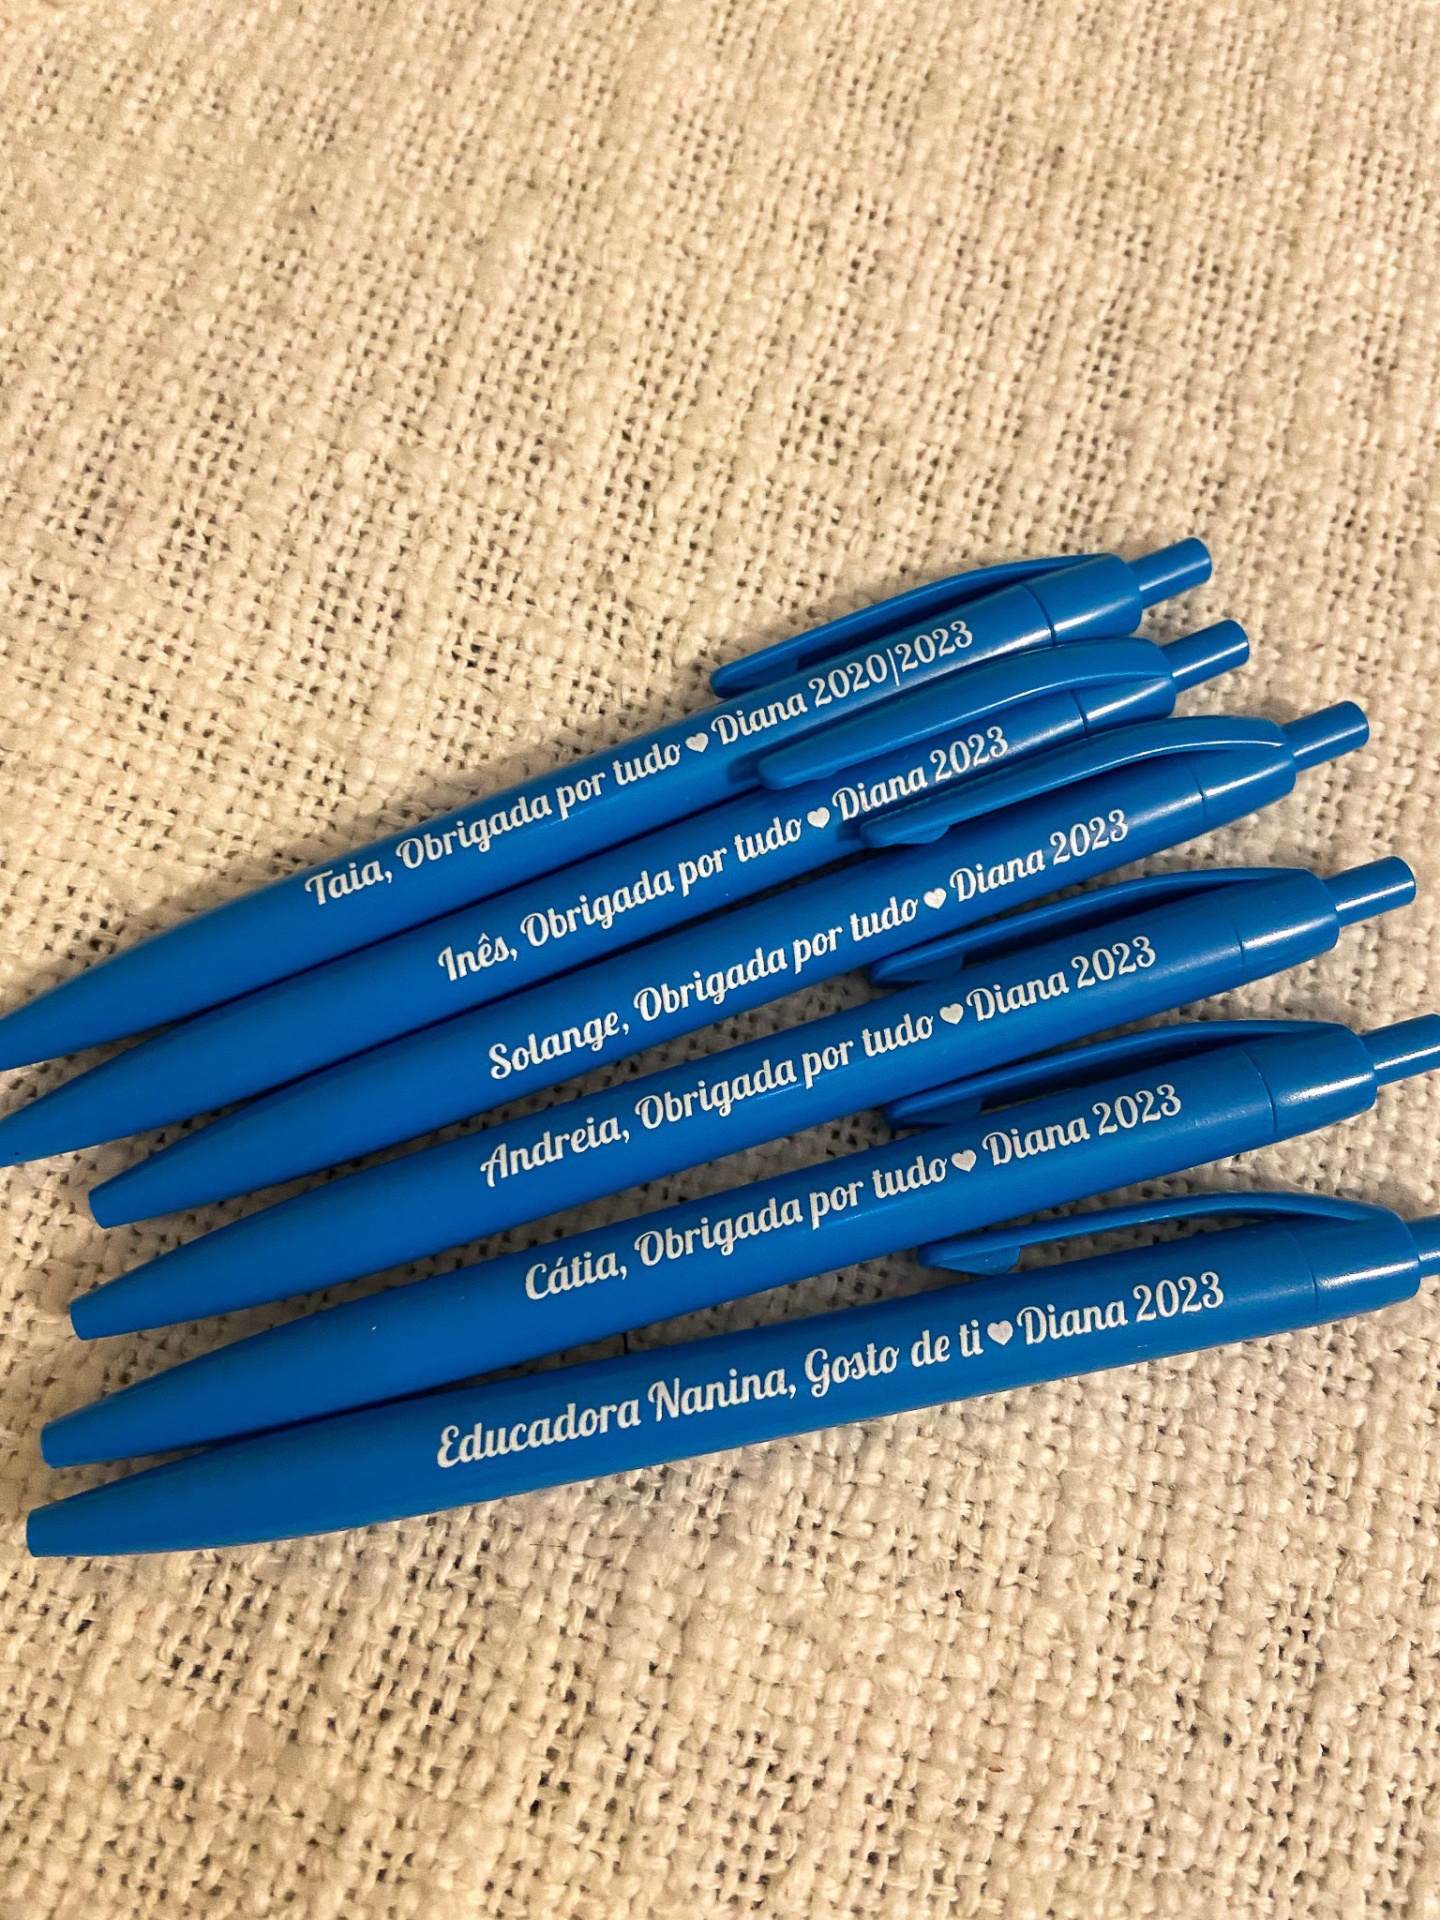 Taia, Obrigada por tudo ♥ Diana 2020|2023
Inês, Obrigada por tudo ♥ Diana 2023
Solange, Obrigada por tudo ♥ Diana 2023
Andreia, Obrigada por tudo ♥ Diana 2023
Cátia, Obrigada por tudo ♥ Diana 2023
Educadora Nanina, Gosto de ti ♥ Diana 2023